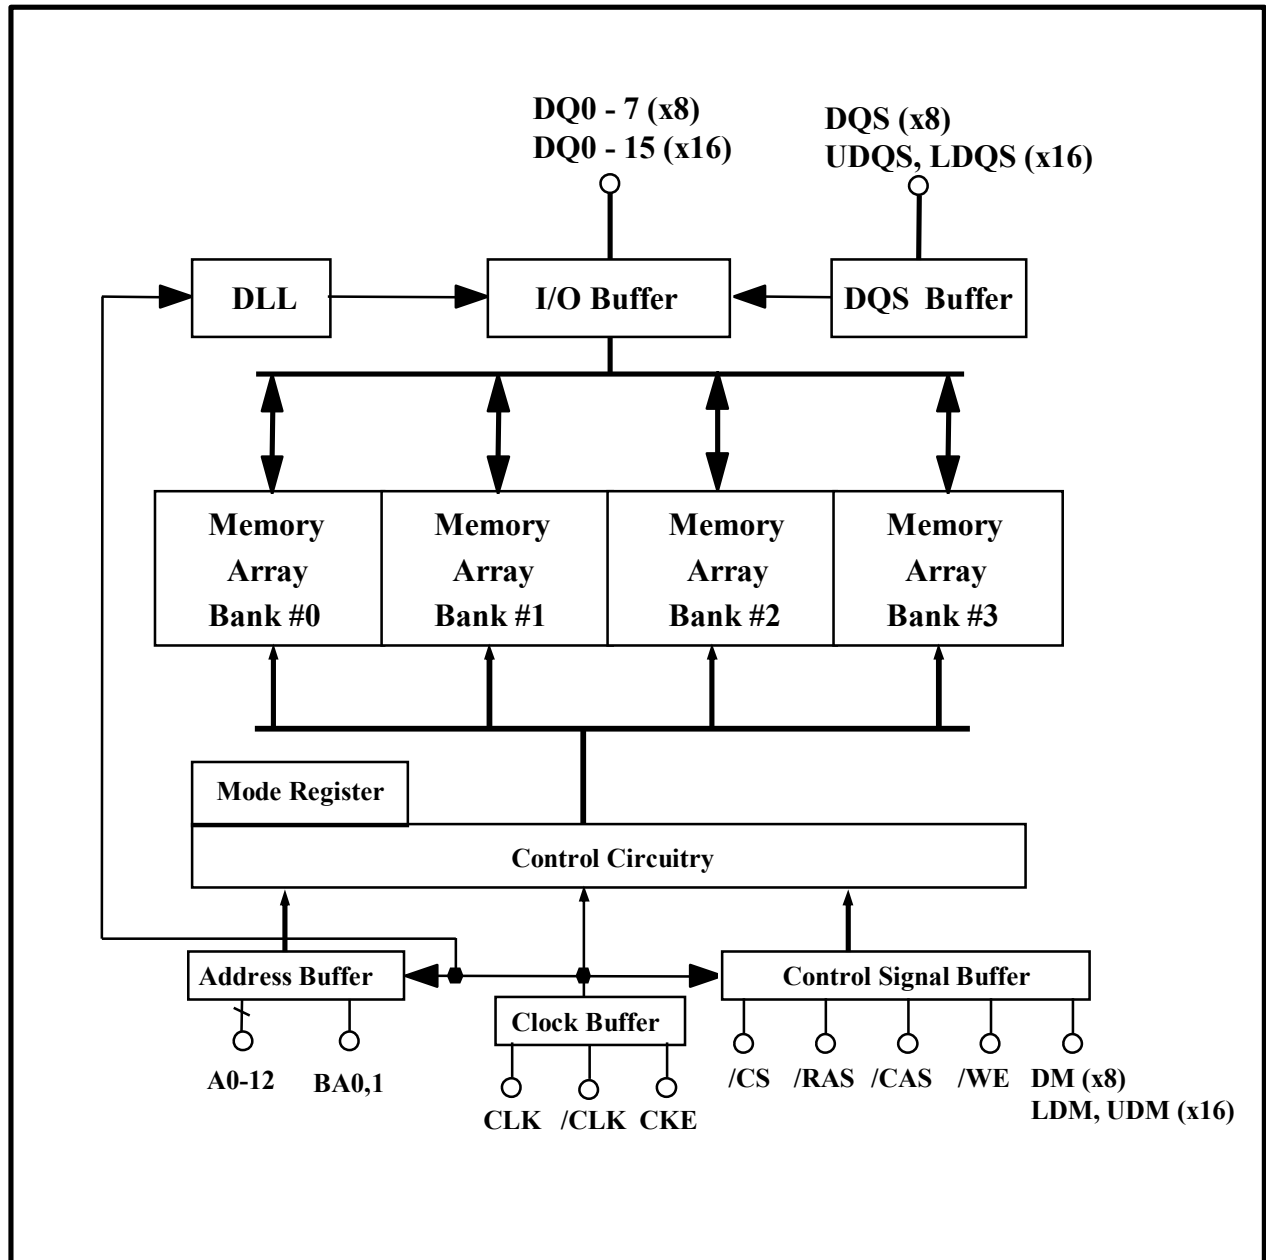 DQ0 - 7 (x8)
DQ0 - 15 (x16)
DQS (x8)
UDQS, LDQS (x16)
DLL
I/O Buffer
DQS Buffer
Memory
Array
Bank #0
Memory
Array
Bank #1
Memory
Array
Bank #2
Memory
Array
Bank #3
Mode Register
Control Circuitry
Address Buffer
Clock Buffer
Control Signal Buffer
A0-12
BA0,1
CLK
/CLK
CKE
/CS
/RAS
/CAS
/WE
DM (x8)
LDM, UDM (x16)